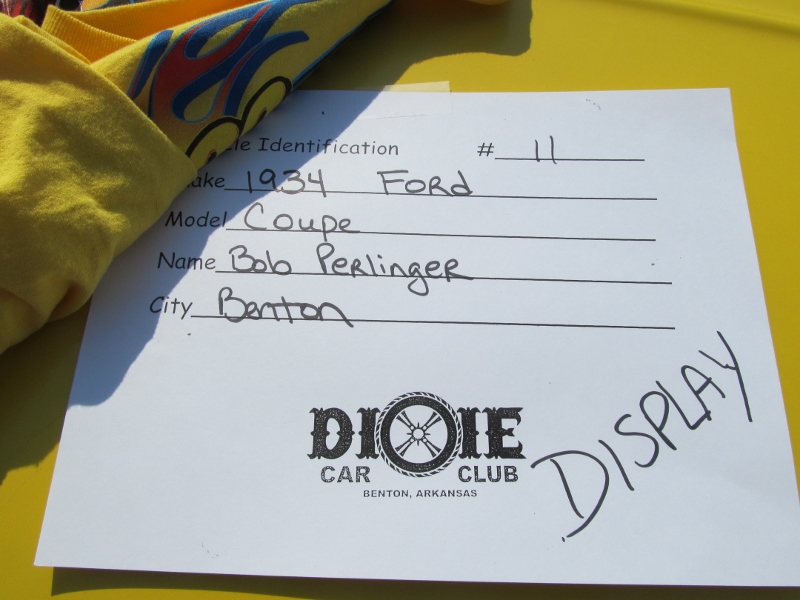 Identification # 11
1934 Ford
Model Coupe
Name Bob Perlinger
City Benton
DIXIE
CAR CLUB
BENTON, ARKANSAS
DISPLAY